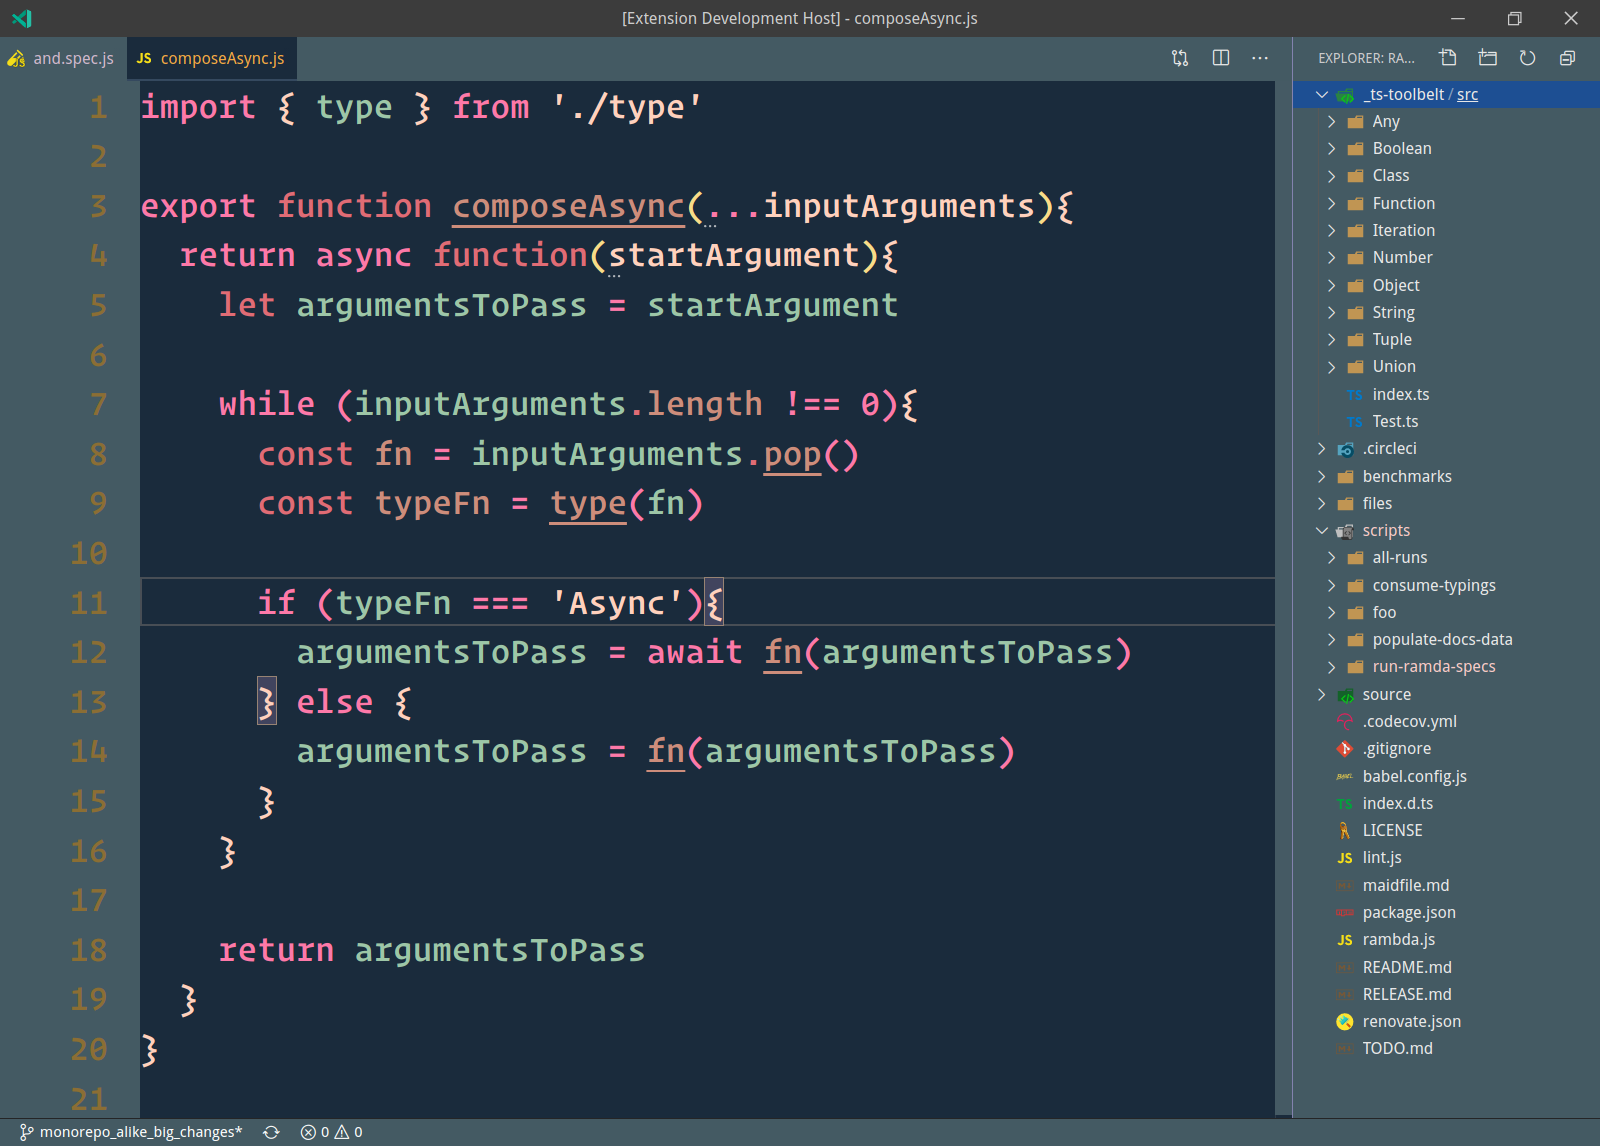 [Extension Development Host] - composeAsync.js
and.spec.js
JS composeAsync.js
1 import { type } from './type'
2
3 export function composeAsync(...inputArguments){
4   return async function(startArgument){
5     let argumentsToPass = startArgument
6
7     while (inputArguments.length !== 0){
8       const fn = inputArguments.pop()
9       const typeFn = type(fn)
10
11       if (typeFn === 'Async'){
12         argumentsToPass = await fn(argumentsToPass)
13       } else {
14         argumentsToPass = fn(argumentsToPass)
15       }
16     }
17
18     return argumentsToPass
19   }
20 }
21
EXPLORER: RA...
_ts-toolbelt / src
Any
Boolean
Class
Function
Iteration
Number
Object
String
Tuple
Union
TS index.ts
TS Test.ts
.circleci
benchmarks
files
scripts
all-runs
consume-typings
foo
populate-docs-data
run-ramda-specs
source
.codecov.yml
.gitignore
babel.config.js
TS index.d.ts
LICENSE
JS lint.js
maidfile.md
package.json
JS rambda.js
README.md
RELEASE.md
renovate.json
TODO.md
monorepo_alike_big_changes* 0 0